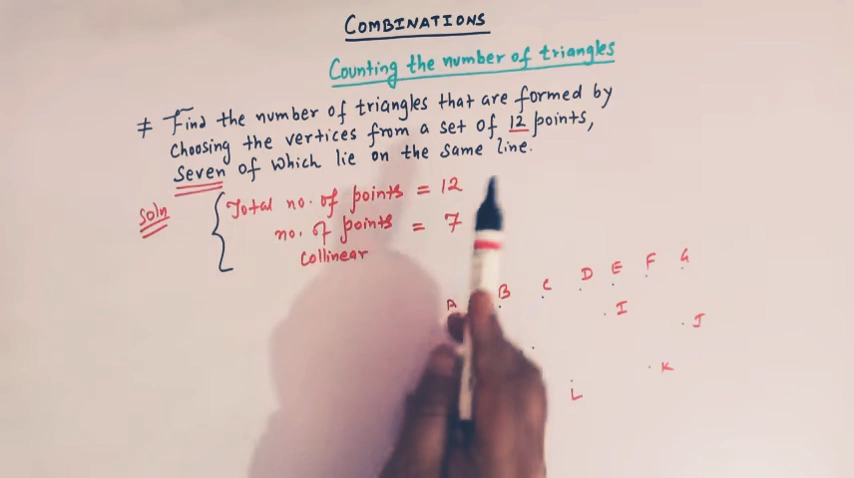 COMBINATIONS
Counting the number of triangles
# Find the number of triangles that are formed by
choosing the vertices from a set of 12 points,
Seven of which lie on the same line.
Soln
Total no. of points = 12
no. of points = 7
Collinear
A B C D E F G
I
J
K
L